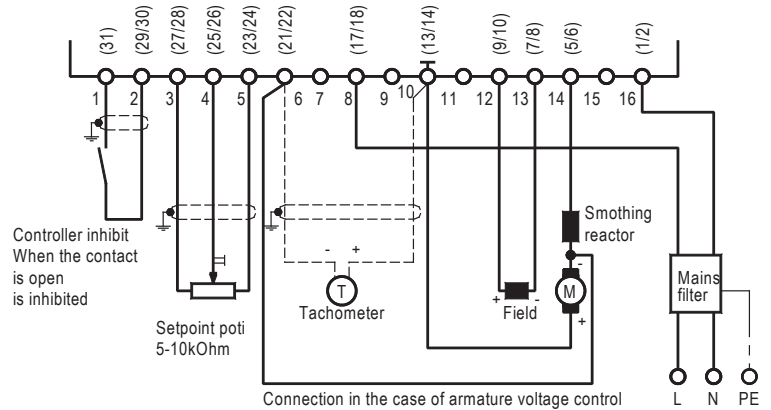 (31) (29/30) (27/28) (25/26) (23/24) (21/22) (17/18) (13/14) (9/10) (7/8) (5/6) (1/2)
1 2 3 4 5 6 7 8 9 10 11 12 13 14 15 16
Controller inhibit
When the contact
is open
is inhibited
Setpoint poti
5-10kOhm
- +
T
Tachometer
+ -
Field
Smothing
reactor
-
M
+
Mains
filter
L N PE
Connection in the case of armature voltage control